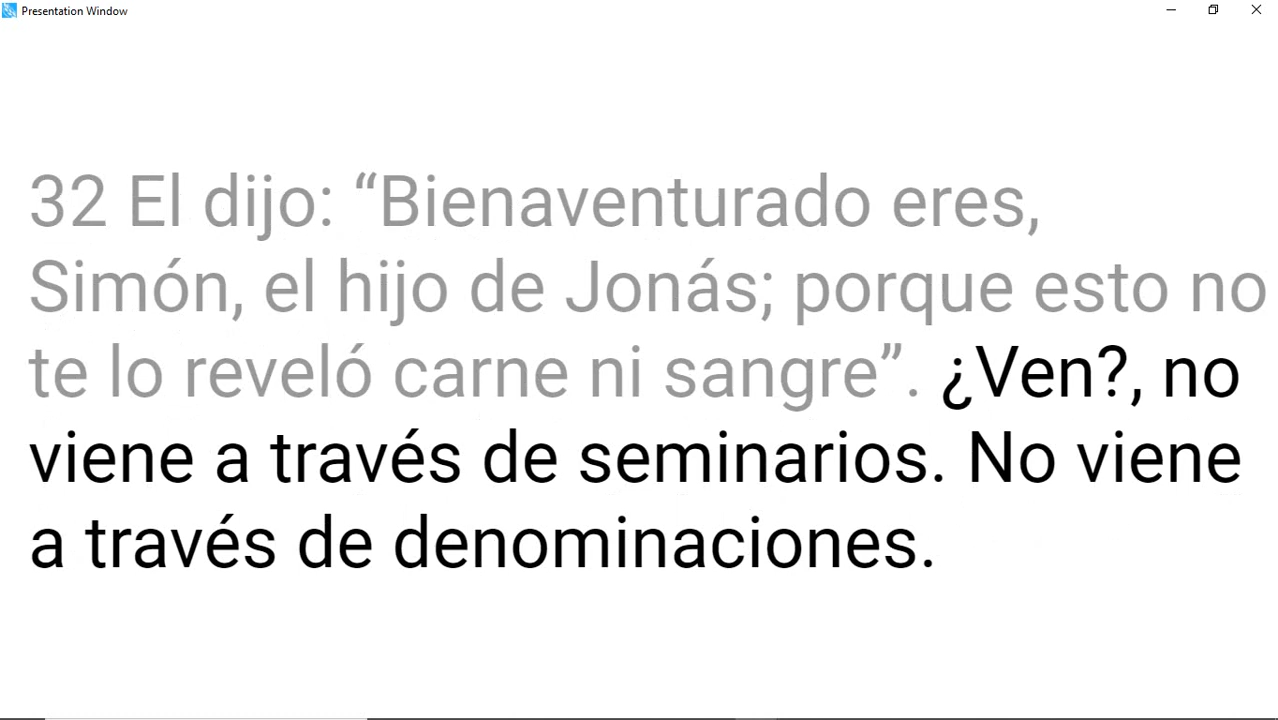 Presentation Window
32 El dijo: “Bienaventurado eres,
Simón, el hijo de Jonás; porque esto no
te lo reveló carne ni sangre”. ¿Ven?, no
viene a través de seminarios. No viene
a través de denominaciones.